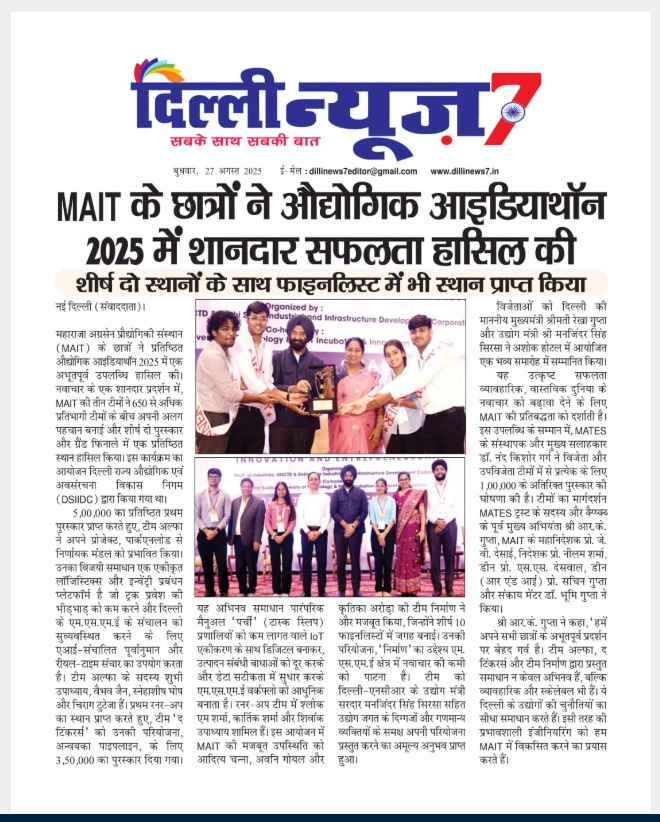 दिल्ली न्यूज़ 7
सबके साथ सबकी बात
बुधवार, 27 अगस्त 2025 ई-मेल : dillinews7editor@gmail.com www.dillinews7.in
MAIT के छात्रों ने औद्योगिक आइडियाथॉन
2025 में शानदार सफलता हासिल की
शीर्ष दो स्थानों के साथ फाइनलिस्ट में भी स्थान प्राप्त किया
नई दिल्ली (संवाददाता)।
महाराजा अग्रसेन प्रौद्योगिकी संस्थान
(MAIT) के छात्रों ने प्रतिष्ठित
औद्योगिक आइडियाथॉन 2025 में एक
अभूतपूर्व उपलब्धि हासिल की।
नवाचार के एक शानदार प्रदर्शन में,
MAIT की तीन टीमों ने 650 से अधिक
प्रतिभागी टीमों के बीच अपनी अलग
पहचान बनाई और शीर्ष दो पुरस्कार
और ग्रैंड फिनाले में एक प्रतिष्ठित
स्थान हासिल किया। इस कार्यक्रम का
आयोजन दिल्ली राज्य औद्योगिक एवं
अवसंरचना विकास निगम
(DSIIDC) द्वारा किया गया था।
5,00,000 का प्रतिष्ठित प्रथम
पुरस्कार प्राप्त करते हुए, टीम अल्फा
ने अपने प्रोजेक्ट, पार्कएनलोड से
निर्णायक मंडल को प्रभावित किया।
उनका विजयी समाधान एक एकीकृत
लॉजिस्टिक्स और इन्वेंट्री प्रबंधन
प्लेटफॉर्म है जो ट्रक प्रवेश की
भीड़भाड़ को कम करने और दिल्ली
के एम.एस.एम.ई के संचालन को
सुव्यवस्थित करने के लिए
एआई-संचालित पूर्वानुमान और
रीयल-टाइम संचार का उपयोग करता
है। टीम अल्फा के सदस्य शुभी
उपाध्याय, वैभव जैन, स्नेहाशीष घोष
और चिराग टुटेजा हैं। प्रथम रनर-अप
का स्थान प्राप्त करते हुए, टीम 'द
टिंकरर्स' को उनकी परियोजना,
अन्वयका पाइपलाइन, के लिए
3,50,000 का पुरस्कार दिया गया।
Organized by :
Industries and Infrastructure Development Corporation
Co-hosted by :
INNOVATION AND ENTREPRENEURSHIP
यह अभिनव समाधान पारंपरिक
मैनुअल 'पर्ची' (टास्क स्लिप)
प्रणालियों को कम लागत वाले IoT
एकीकरण के साथ डिजिटल बनाकर,
उत्पादन संबंधी बाधाओं को दूर करके
और डेटा सटीकता में सुधार करके
एम.एस.एम.ई वर्कफ्लो को आधुनिक
बनाता है। रनर-अप टीम में श्लोक
एम शर्मा, कार्तिक शर्मा और शिवांक
उपाध्याय शामिल हैं। इस आयोजन में
MAIT की मजबूत उपस्थिति को
आदित्य चन्ना, अवनि गोयल और
कृतिका अरोड़ा की टीम निर्माण ने
और मजबूत किया, जिन्होंने शीर्ष 10
फाइनलिस्टों में जगह बनाई। उनकी
परियोजना, 'निर्माण' का उद्देश्य एम.
एस.एम.ई क्षेत्र में नवाचार की कमी
को पाटना है। टीम को
दिल्ली-एनसीआर के उद्योग मंत्री
सरदार मनजिंदर सिंह सिरसा सहित
उद्योग जगत के दिग्गजों और गणमान्य
व्यक्तियों के समक्ष अपनी परियोजना
प्रस्तुत करने का अमूल्य अनुभव प्राप्त
हुआ।
विजेताओं को दिल्ली की
माननीय मुख्यमंत्री श्रीमती रेखा गुप्ता
और उद्योग मंत्री श्री मनजिंदर सिंह
सिरसा ने अशोक होटल में आयोजित
एक भव्य समारोह में सम्मानित किया।
यह उत्कृष्ट सफलता
व्यावहारिक, वास्तविक दुनिया के
नवाचार को बढ़ावा देने के लिए
MAIT की प्रतिबद्धता को दर्शाती है।
इस उपलब्धि के सम्मान में, MATES
के संस्थापक और मुख्य सलाहकार
डॉ. नंद किशोर गर्ग ने विजेता और
उपविजेता टीमों में से प्रत्येक के लिए
1,00,000 के अतिरिक्त पुरस्कार की
घोषणा की है। टीमों का मार्गदर्शन
MATES ट्रस्ट के सदस्य और
के पूर्व मुख्य अभियंता श्री आर.के.
गुप्ता, MAIT के महानिदेशक प्रो. जे.
वी. देसाई, निदेशक प्रो. नीलम शर्मा,
डीन प्रो. एस.एस. देसवाल, डीन
(आर एंड आई) प्रो. सचिन गुप्ता
और संकाय मेंटर डॉ. भूमि गुप्ता ने
किया।
श्री आर.के. गुप्ता ने कहा, 'हमें
अपने सभी छात्रों के अभूतपूर्व प्रदर्शन
पर बेहद गर्व है। टीम अल्फा, द
टिंकरर्स और टीम निर्माण द्वारा प्रस्तुत
समाधान न केवल अभिनव हैं, बल्कि
व्यावहारिक और स्केलेबल भी हैं। ये
दिल्ली के उद्योगों की चुनौतियों का
सीधा समाधान करते हैं। इसी तरह की
प्रभावशाली इंजीनियरिंग को हम
MAIT में विकसित करने का प्रयास
करते हैं।